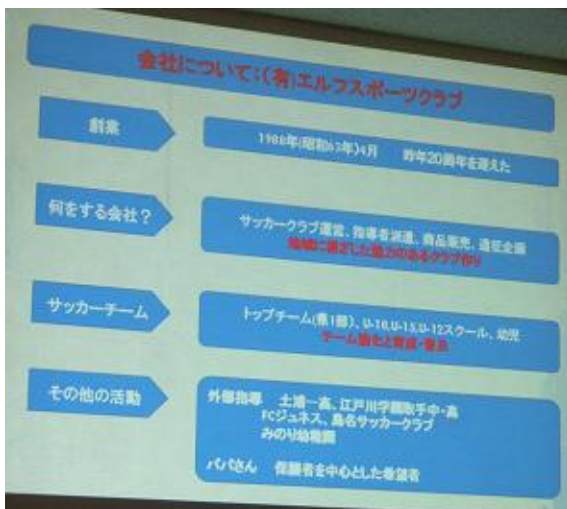 会社について:(有)エルフスポーツクラブ
創業
1988年(昭和63年)4月 昨年20周年を迎えた
何をする会社?
サッカークラブ運営、指導者派遣、商品販売、遠征企画
地域に根ざした魅力のあるクラブ作り
サッカーチーム
トップチーム(県1部)、U-18,U-15,U-12スクール、幼児
チーム強化と育成・普及
その他の活動
外部指導 土浦一高、江戸川学園取手中・高
FCジュネス、島名サッカークラブ
みのり幼稚園
パパさん 保護者を中心とした希望者